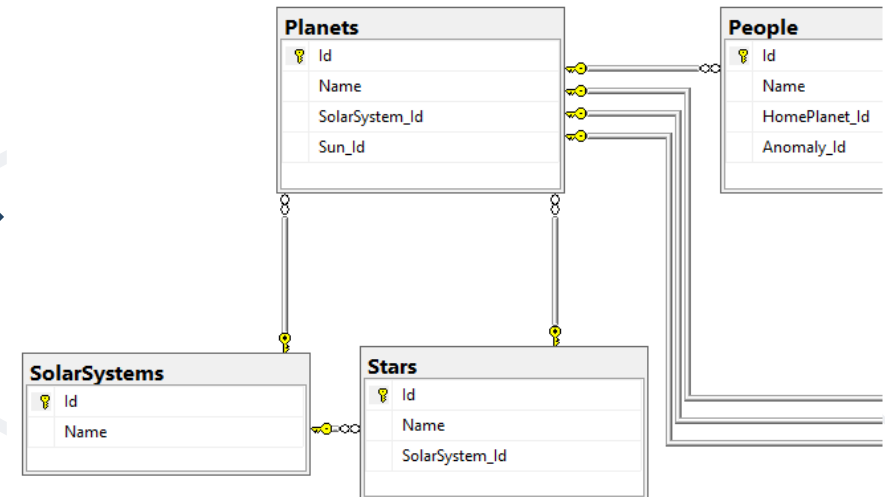 Planets
Id
Name
SolarSystem_Id
Sun_Id
People
Id
Name
HomePlanet_Id
Anomaly_Id
SolarSystems
Id
Name
Stars
Id
Name
SolarSystem_Id